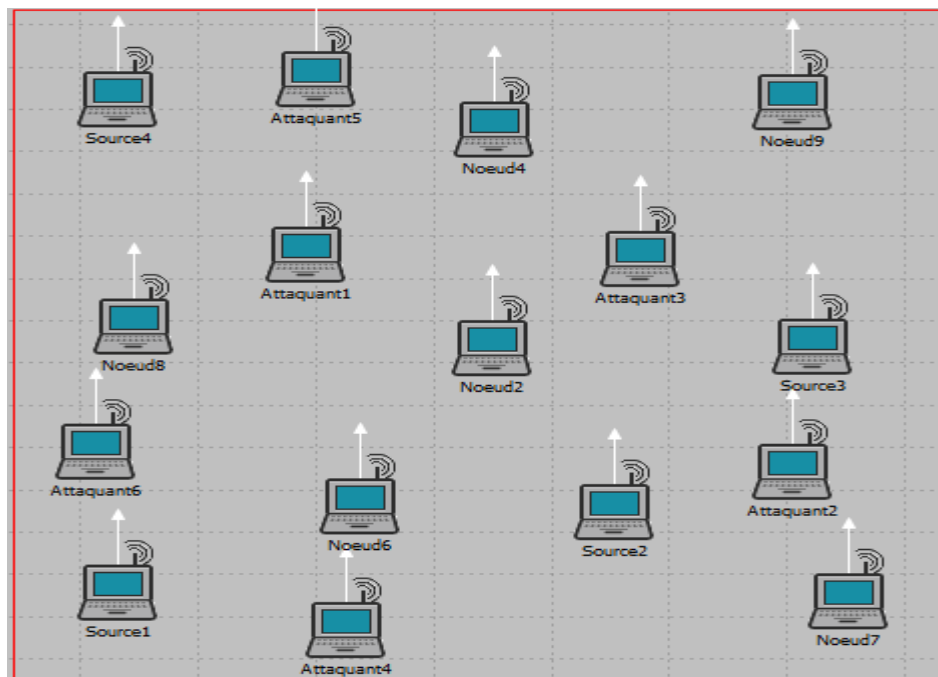 Source4
Attaquant5
Noeud4
Noeud9
Attaquant1
Attaquant3
Noeud8
Noeud2
Source3
Attaquant6
Noeud6
Source2
Attaquant2
Source1
Attaquant4
Noeud7